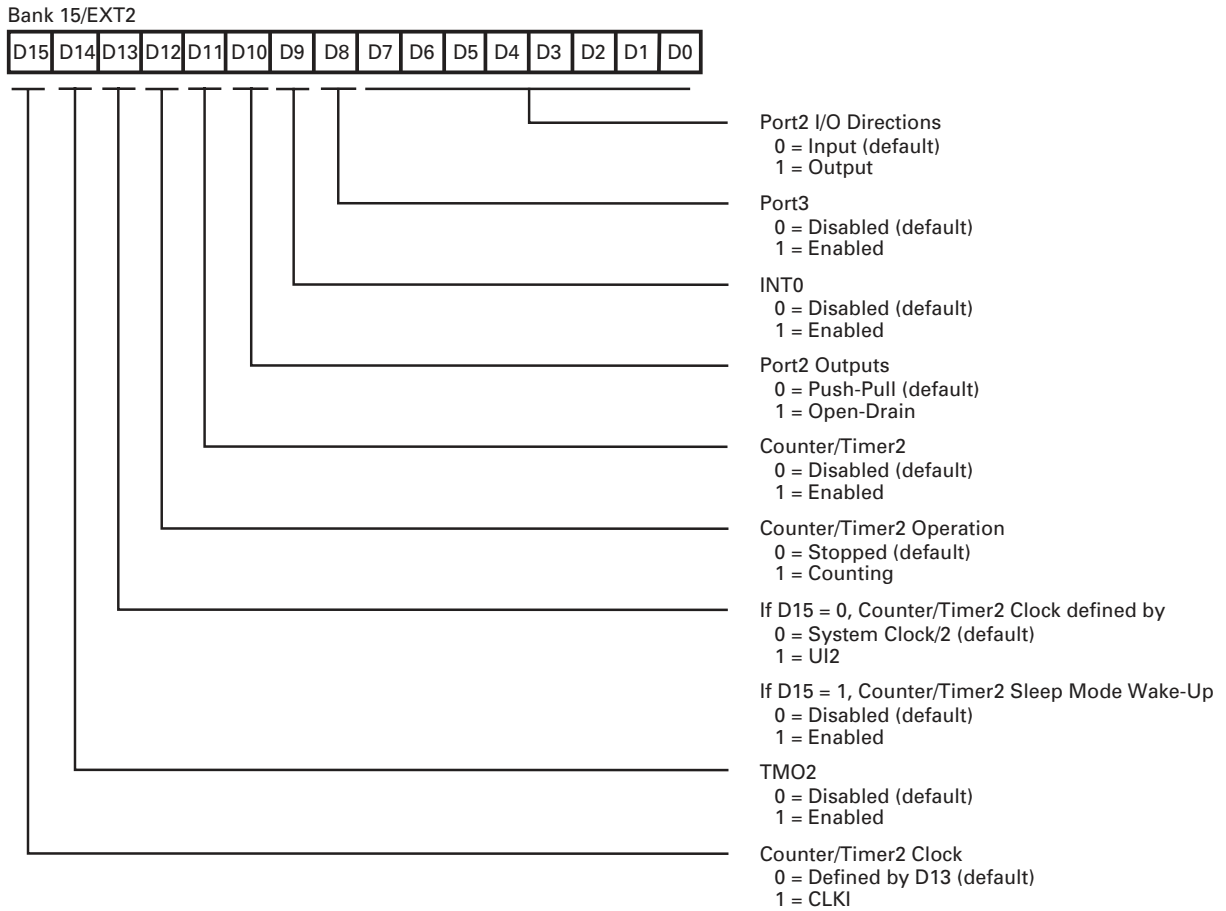 Bank 15/EXT2
D15 D14 D13 D12 D11 D10 D9 D8 D7 D6 D5 D4 D3 D2 D1 D0
Port2 I/O Directions
0 = Input (default)
1 = Output
Port3
0 = Disabled (default)
1 = Enabled
INT0
0 = Disabled (default)
1 = Enabled
Port2 Outputs
0 = Push-Pull (default)
1 = Open-Drain
Counter/Timer2
0 = Disabled (default)
1 = Enabled
Counter/Timer2 Operation
0 = Stopped (default)
1 = Counting
If D15 = 0, Counter/Timer2 Clock defined by
0 = System Clock/2 (default)
1 = UI2
If D15 = 1, Counter/Timer2 Sleep Mode Wake-Up
0 = Disabled (default)
1 = Enabled
TMO2
0 = Disabled (default)
1 = Enabled
Counter/Timer2 Clock
0 = Defined by D13 (default)
1 = CLKI